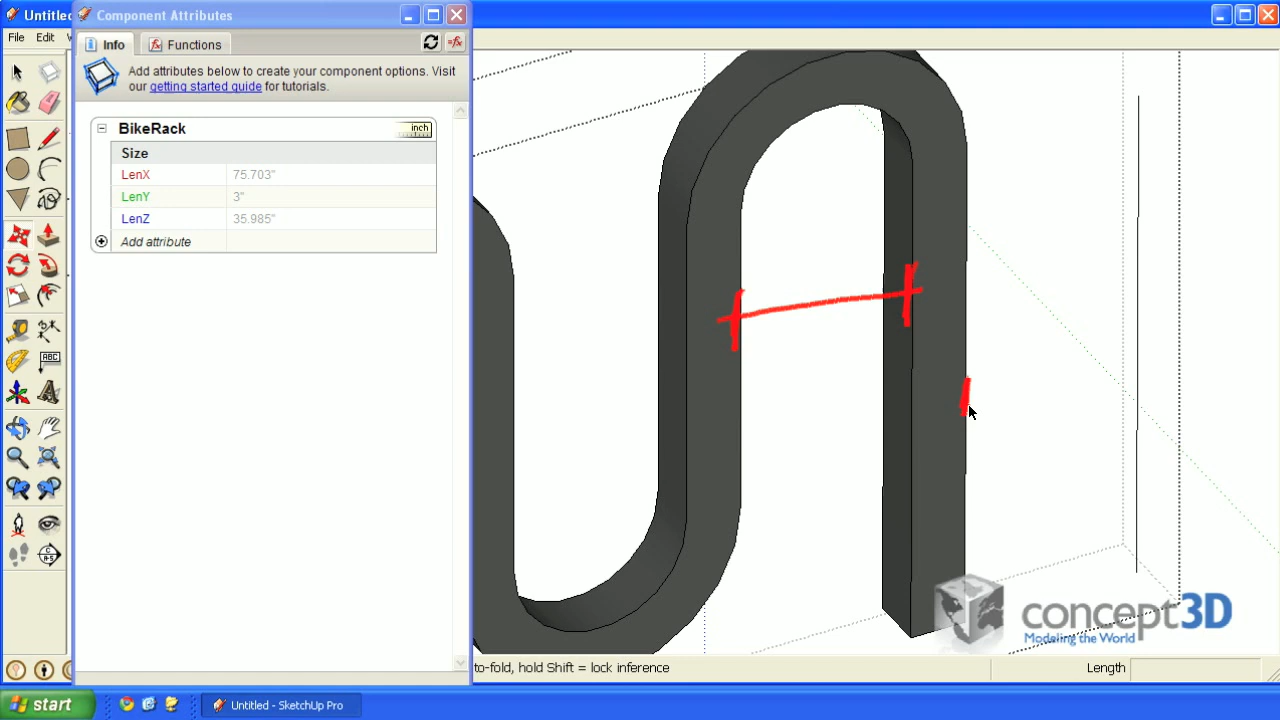 Untitled
Component Attributes
File Edit
Info
Functions
=fx
Add attributes below to create your component options. Visit
our getting started guide for tutorials.
BikeRack
inch
Size
LenX 75.703"
LenY 3"
LenZ 35.985"
Add attribute
ABC
concept3D
Modeling the World
to-fold, hold Shift = lock inference
Length
start
Untitled - SketchUp Pro